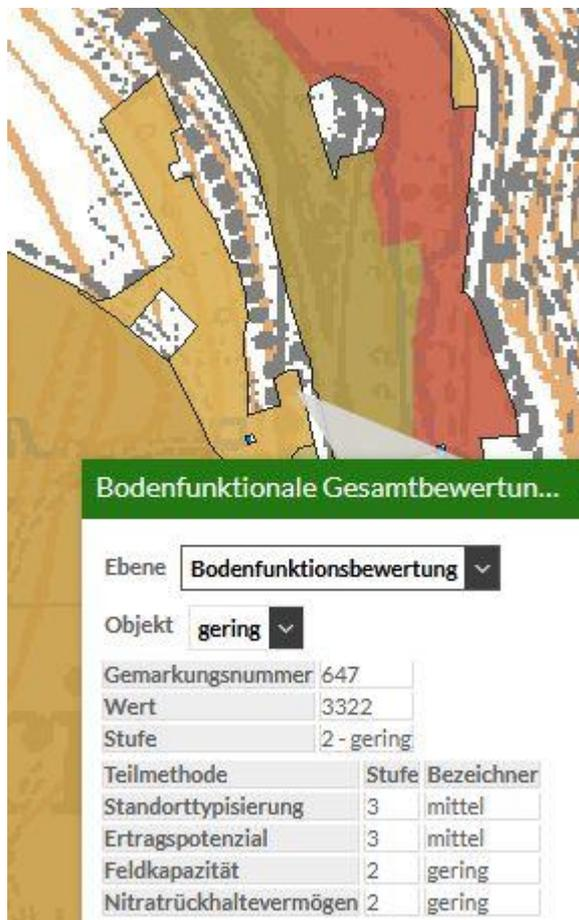 Bodenfunktionale Gesamtbewertun...
Ebene Bodenfunktionsbewertung
Objekt gering
Gemarkungsnummer 647
Wert 3322
Stufe 2 - gering
Teilmethode Stufe Bezeichner
Standorttypisierung 3 mittel
Ertragspotenzial 3 mittel
Feldkapazität 2 gering
Nitratrückhaltevermögen 2 gering